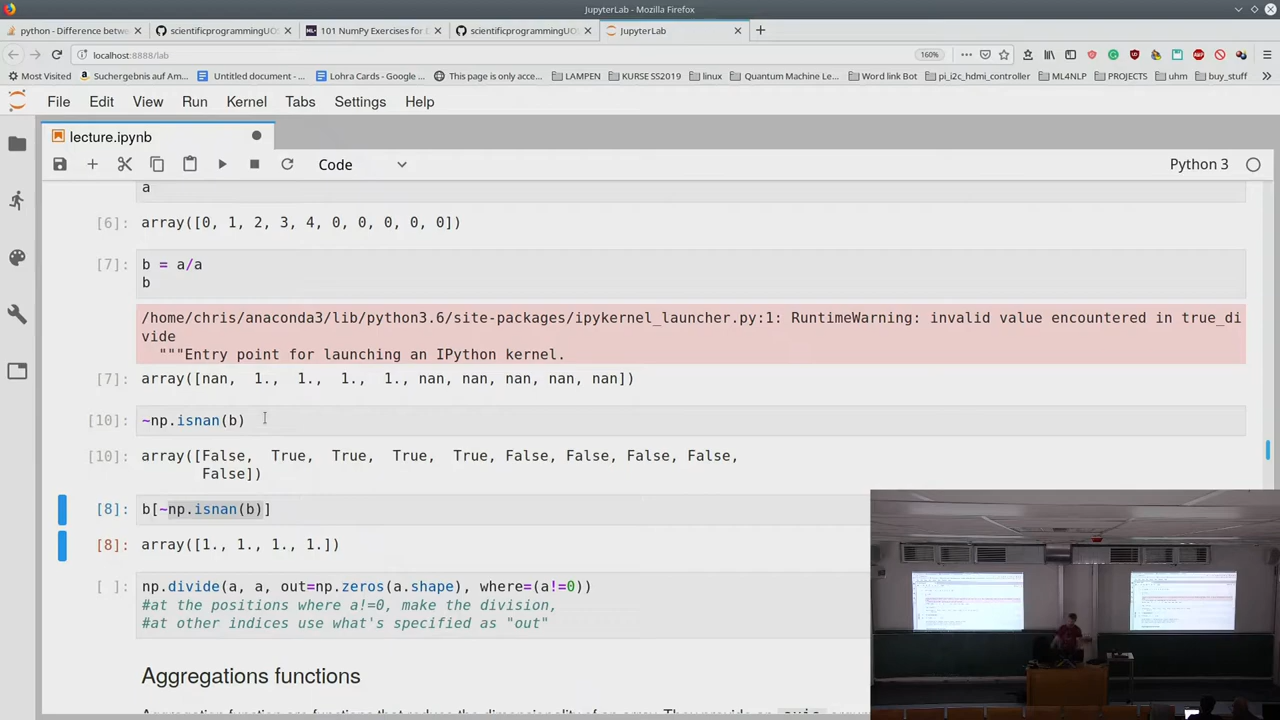 JupyterLab - Mozilla Firefox
python - Difference betwe
scientificprogrammingUO
101 NumPy Exercises for
scientificprogrammingUO
JupyterLab
localhost:8888/lab
160%
Most Visited
Suchergebnis auf Am...
Untitled document - ...
Lohra Cards - Google ...
This page is only acce...
LAMPEN
KURSE SS2019
linux
Quantum Machine Le...
Word link Bot
pi_i2c_hdmi_controller
ML4NLP
PROJECTS
uhm
buy_stuff
File Edit View Run Kernel Tabs Settings Help
lecture.ipynb
Code
Python 3
a
[6]: array([0, 1, 2, 3, 4, 0, 0, 0, 0, 0])
[7]: b = a/a
b
/home/chris/anaconda3/lib/python3.6/site-packages/ipykernel_launcher.py:1: RuntimeWarning: invalid value encountered in true_di
vide
"""Entry point for launching an IPython kernel.
[7]: array([nan, 1., 1., 1., 1., nan, nan, nan, nan, nan])
[10]: ~np.isnan(b)
[10]: array([False, True, True, True, True, False, False, False, False,
False])
[8]: b[~np.isnan(b)]
[8]: array([1., 1., 1., 1.])
[ ]: np.divide(a, a, out=np.zeros(a.shape), where=(a!=0))
#at the positions where a!=0, make the division,
#at other indices use what's specified as "out"
Aggregations functions